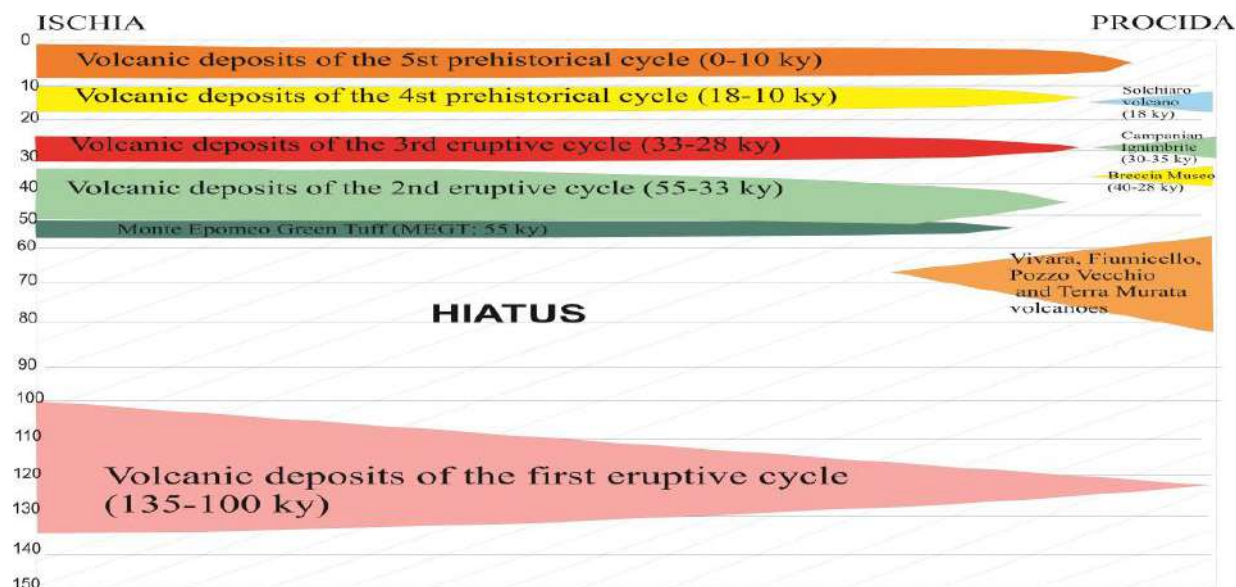 ISCHIA
PROCIDA
0
Volcanic deposits of the 5st prehistorical cycle (0-10 ky)
10
Volcanic deposits of the 4st prehistorical cycle (18-10 ky)
Solchiaro
volcano
(18 ky)
20
30
Volcanic deposits of the 3rd eruptive cycle (33-28 ky)
Campanian
Ignimbrite
(30-35 ky)
40
Volcanic deposits of the 2nd eruptive cycle (55-33 ky)
Breccia Museo
(40-28 ky)
50
Monte Epomeo Green Tuff (MEGT; 55 ky)
60
70
Vivara, Fiumicello,
Pozzo Vecchio
and Terra Murata
volcanoes
HIATUS
80
90
100
110
120
Volcanic deposits of the first eruptive cycle
(135-100 ky)
130
140
150